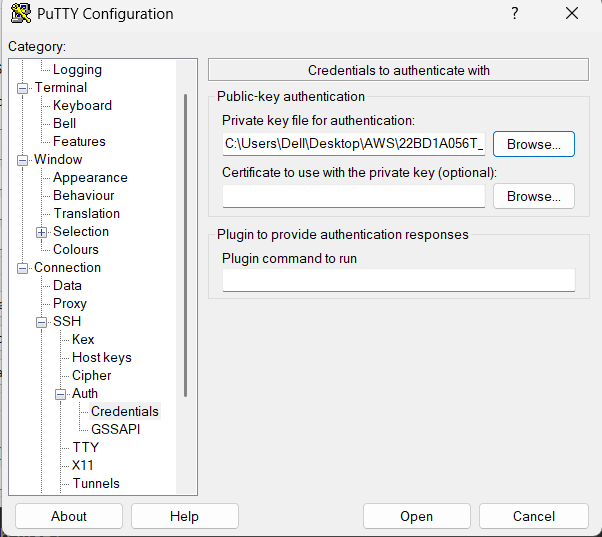 PuTTY Configuration
?
Category:
Logging
Terminal
Keyboard
Bell
Features
Window
Appearance
Behaviour
Translation
Selection
Colours
Connection
Data
Proxy
SSH
Kex
Host keys
Cipher
Auth
Credentials
GSSAPI
TTY
X11
Tunnels
Credentials to authenticate with
Public-key authentication
Private key file for authentication:
C:\Users\Dell\Desktop\AWS\22BD1A056T_ Browse...
Certificate to use with the private key (optional):
Browse...
Plugin to provide authentication responses
Plugin command to run
About Help Open Cancel